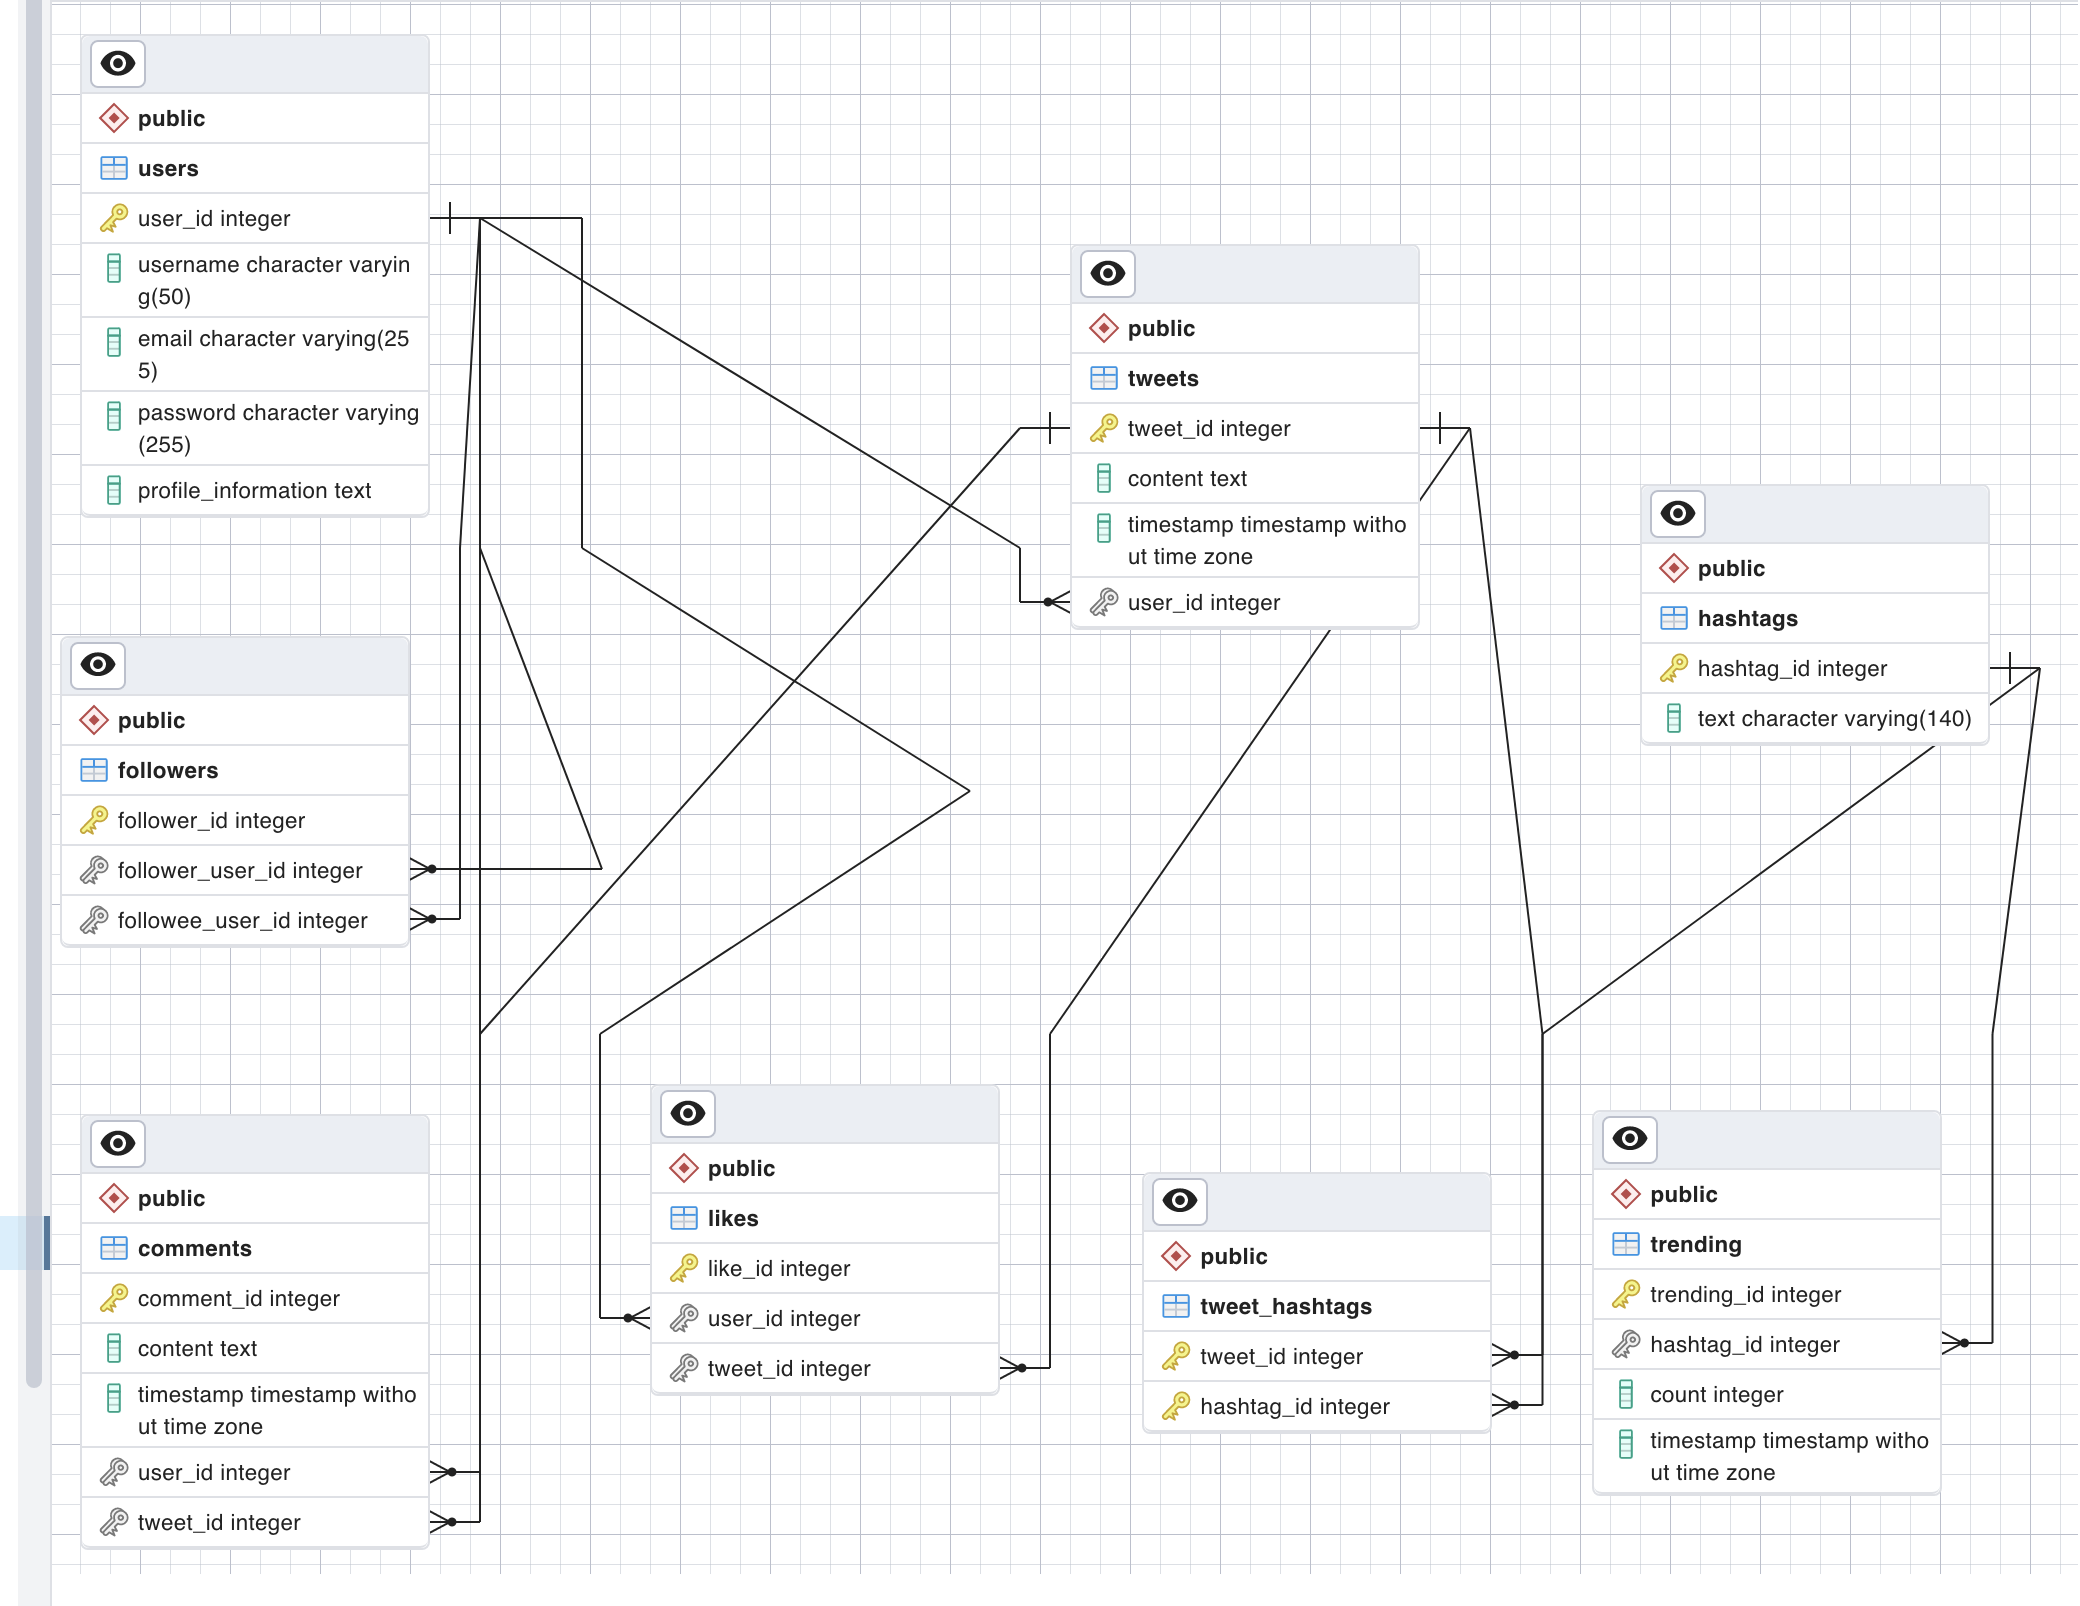 public
users
user_id integer
username character varyin
g(50)
email character varying(25
5)
password character varying
(255)
profile_information text
public
tweets
tweet_id integer
content text
timestamp timestamp witho
ut time zone
user_id integer
public
hashtags
hashtag_id integer
text character varying(140)
public
followers
follower_id integer
follower_user_id integer
followee_user_id integer
public
comments
comment_id integer
content text
timestamp timestamp witho
ut time zone
user_id integer
tweet_id integer
public
likes
like_id integer
user_id integer
tweet_id integer
public
tweet_hashtags
tweet_id integer
hashtag_id integer
public
trending
trending_id integer
hashtag_id integer
count integer
timestamp timestamp witho
ut time zone